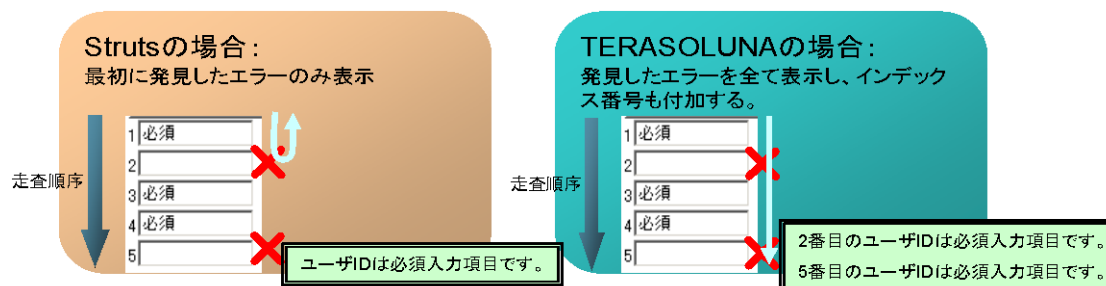 Strutsの場合：
最初に発見したエラーのみ表示
走査順序
1 必須
2
3 必須
4 必須
5
ユーザIDは必須入力項目です。
TERASOLUNAの場合：
発見したエラーを全て表示し、インデック
ス番号も付加する。
走査順序
1 必須
2
3 必須
4 必須
5
2番目のユーザIDは必須入力項目です。
5番目のユーザIDは必須入力項目です。